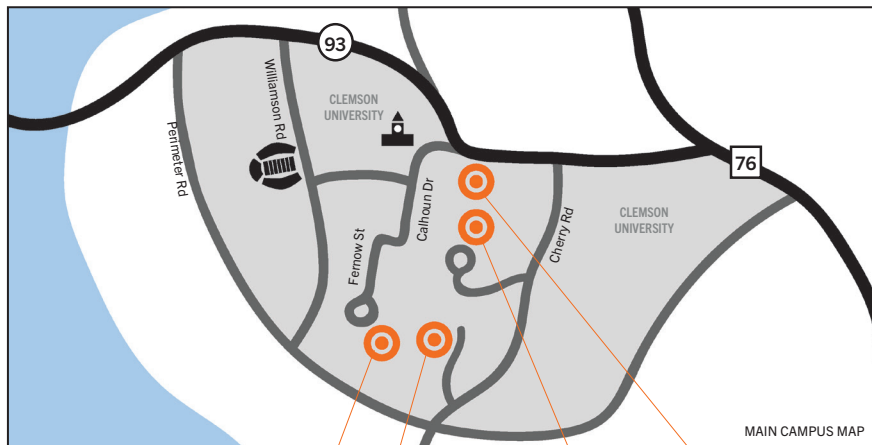 93
Williamson Rd
CLEMSON
UNIVERSITY
Perimeter Rd
76
Calhoun Dr
CLEMSON
UNIVERSITY
Fernow St
Cherry Rd
MAIN CAMPUS MAP